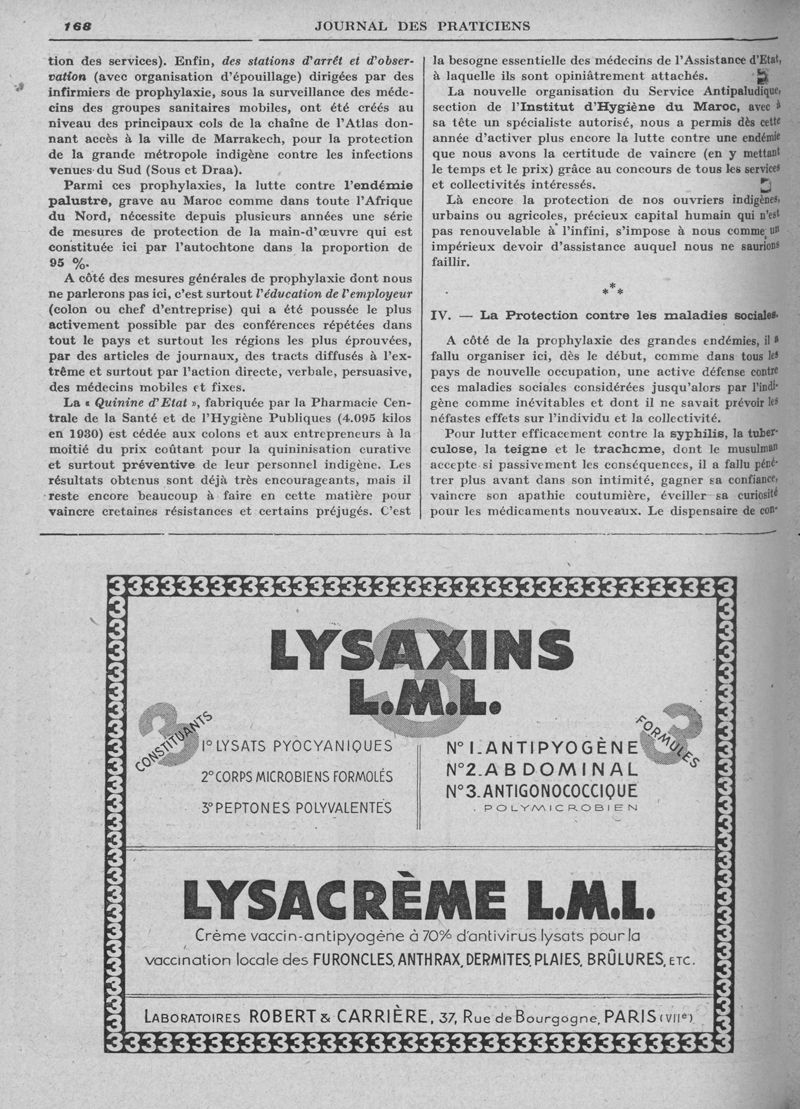 168
JOURNAL DES PRATICIENS
tion des services). Enfin, des stations d'arrêt et d'obser-
vation (avec organisation d'épouillage) dirigées par des
infirmiers de prophylaxie, sous la surveillance des méde-
cins des groupes sanitaires mobiles, ont été créés au
niveau des principaux cols de la chaîne de l'Atlas don-
nant accès à la ville de Marrakech, pour la protection
de la grande métropole indigène contre les infections
venues du Sud (Sous et Draa).
Parmi ces prophylaxies, la lutte contre l'endémie
palustre, grave au Maroc comme dans toute l'Afrique
du Nord, nécessite depuis plusieurs années une série
de mesures de protection de la main-d'œuvre qui est
constituée ici par l'autochtone dans la proportion de
95 %.
A côté des mesures générales de prophylaxie dont nous
ne parlerons pas ici, c'est surtout l'éducation de l'employeur
(colon ou chef d'entreprise) qui a été poussée le plus
activement possible par des conférences répétées dans
tout le pays et surtout les régions les plus éprouvées,
par des articles de journaux, des tracts diffusés à l'ex-
trême et surtout par l'action directe, verbale, persuasive,
des médecins mobiles et fixes.
La « Quinine d'Etat », fabriquée par la Pharmacie Cen-
trale de la Santé et de l'Hygiène Publiques (4.095 kilos
en 1930) est cédée aux colons et aux entrepreneurs à la
moitié du prix coûtant pour la quininisation curative
et surtout préventive de leur personnel indigène. Les
résultats obtenus sont déjà très encourageants, mais il
reste encore beaucoup à faire en cette matière pour
vaincre cretaines résistances et certains préjugés. C'est
la besogne essentielle des médecins de l'Assistance d'Etat,
à laquelle ils sont opiniâtrement attachés.
La nouvelle organisation du Service Antipaludique,
section de l'Institut d'Hygiène du Maroc, avec à
sa tête un spécialiste autorisé, nous a permis dès cette
année d'activer plus encore la lutte contre une endémie
que nous avons la certitude de vaincre (en y mettant
le temps et le prix) grâce au concours de tous les services
et collectivités intéressés.
Là encore la protection de nos ouvriers indigènes,
urbains ou agricoles, précieux capital humain qui n'est
pas renouvelable à l'infini, s'impose à nous comme un
impérieux devoir d'assistance auquel nous ne saurions
faillir.
***
IV. — La Protection contre les maladies sociales.
A côté de la prophylaxie des grandes endémies, il a
fallu organiser ici, dès le début, comme dans tous les
pays de nouvelle occupation, une active défense contre
ces maladies sociales considérées jusqu'alors par l'indi-
gène comme inévitables et dont il ne savait prévoir les
néfastes effets sur l'individu et la collectivité.
Pour lutter efficacement contre la syphilis, la tuber-
culose, la teigne et le trachome, dont le musulman
accepte si passivement les conséquences, il a fallu péné-
trer plus avant dans son intimité, gagner sa confiance,
vaincre son apathie coutumière, éveiller sa curiosité
pour les médicaments nouveaux. Le dispensaire de con-
LYSAXINS
L.M.L.
3
3 CONSTITUANTS
1º LYSATS PYOCYANIQUES
2º CORPS MICROBIENS FORMOLÉS
3º PEPTONES POLYVALENTES
3 FORMULES
Nº 1_ANTIPYOGÈNE
Nº2_ABDOMINAL
Nº3_ANTIGONOCOCCIQUE
POLYMICROBIEN
LYSACRÈME L.M.L.
Crème vaccin-antipyogène à 70% d'antivirus lysats pour la
vaccination locale des FURONCLES, ANTHRAX, DERMITES, PLAIES, BRÛLURES, ETC.
LABORATOIRES ROBERT & CARRIÈRE, 37, Rue de Bourgogne, PARIS (VIIe)